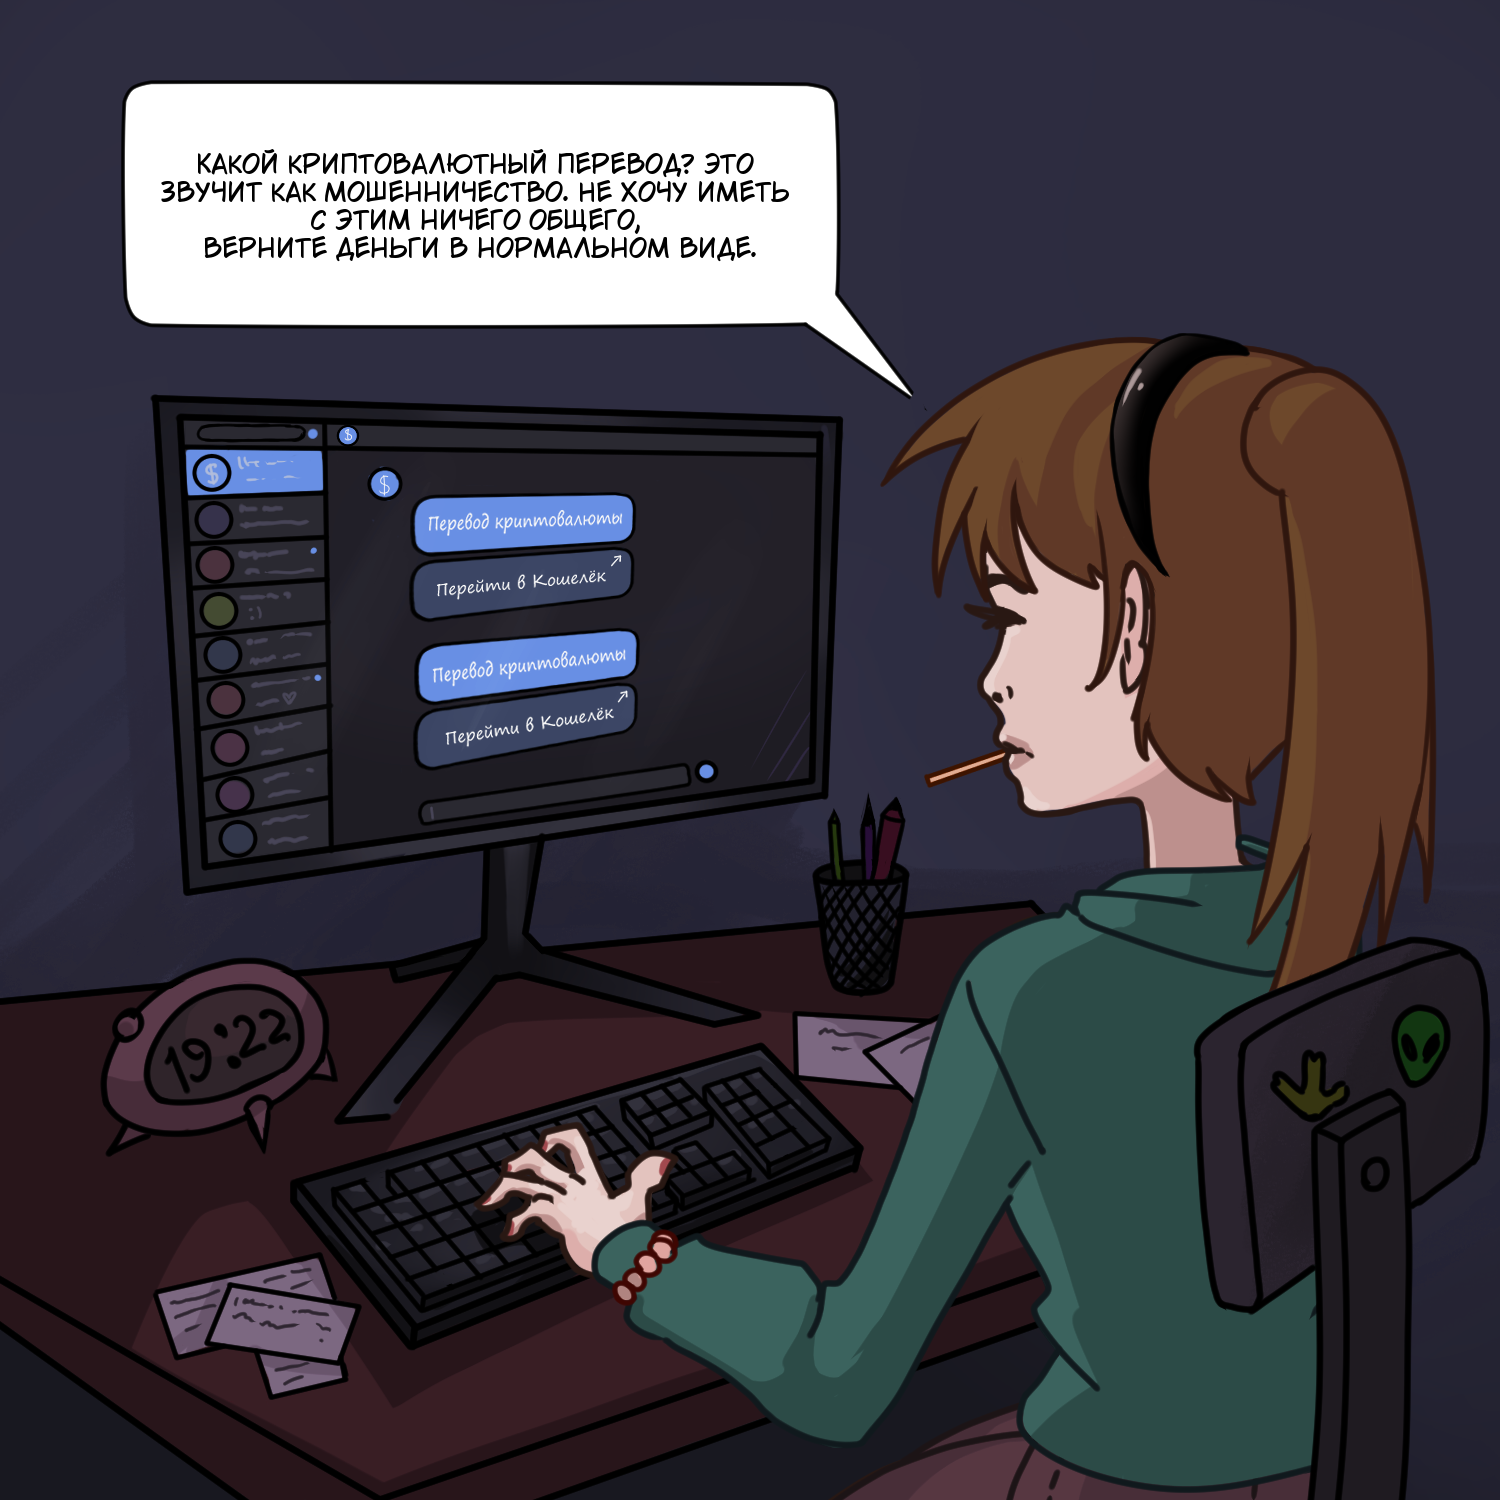 КАКОЙ КРИПТОВАЛЮТНЫЙ ПЕРЕВОД? ЭТО
ЗВУЧИТ КАК МОШЕННИЧЕСТВО. НЕ ХОЧУ ИМЕТЬ
С ЭТИМ НИЧЕГО ОБЩЕГО,
ВЕРНИТЕ ДЕНЬГИ В НОРМАЛЬНОМ ВИДЕ.
$
$
$
Перевод криптовалюты
Перейти в Кошелёк
:)
Перевод криптовалюты
Перейти в Кошелёк
19:22